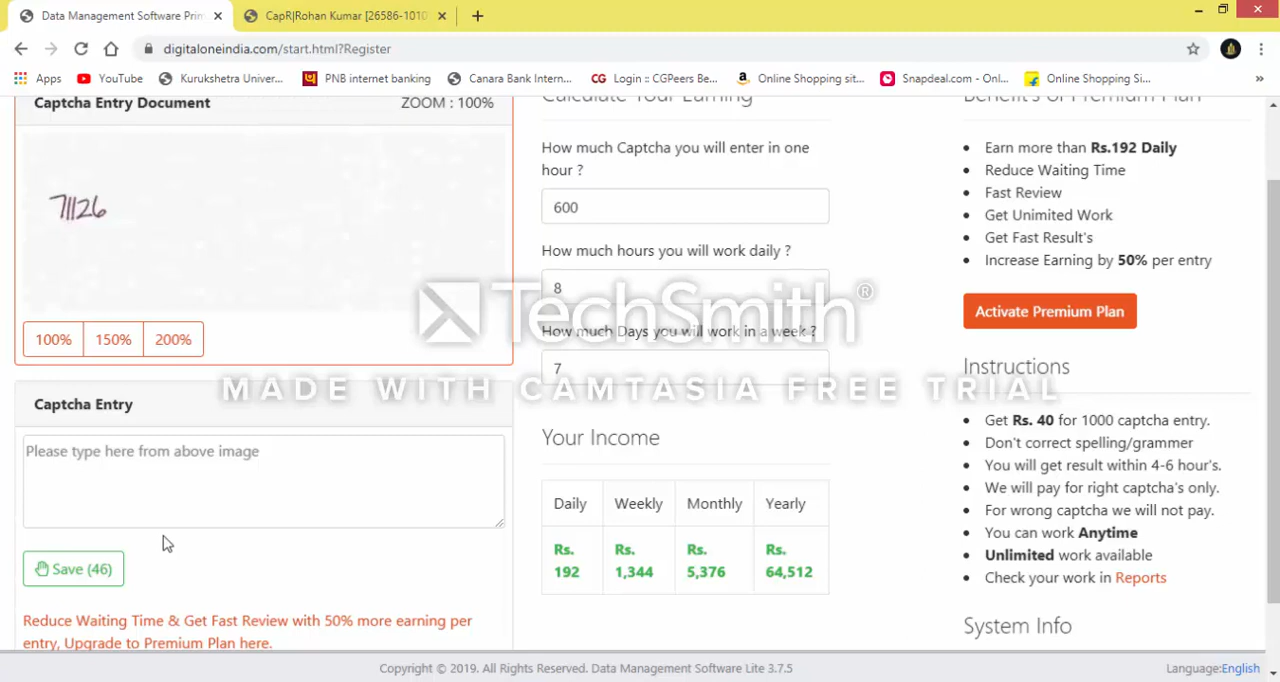 Data Management Software Prim
CapR|Rohan Kumar [26586-1010
digitaloneindia.com/start.html?Register
Apps
YouTube
Kurukshetra Univer...
PNB internet banking
Canara Bank Intern...
CG Login :: CGPeers Be...
Online Shopping sit...
Snapdeal.com - Onl...
Online Shopping Si...
»
Captcha Entry Document
ZOOM : 100%
71126
100%
150%
200%
Captcha Entry
Please type here from above image
Save (46)
Reduce Waiting Time & Get Fast Review with 50% more earning per
entry, Upgrade to Premium Plan here.
Calculate Your Earning
How much Captcha you will enter in one
hour ?
600
How much hours you will work daily ?
8
How much Days you will work in a week ?
7
Your Income
Daily Weekly Monthly Yearly
Rs. Rs. Rs. Rs.
192 1,344 5,376 64,512
Benefit's of Premium Plan
Earn more than Rs.192 Daily
Reduce Waiting Time
Fast Review
Get Unimited Work
Get Fast Result's
Increase Earning by 50% per entry
Activate Premium Plan
Instructions
Get Rs. 40 for 1000 captcha entry.
Don't correct spelling/grammer
You will get result within 4-6 hour's.
We will pay for right captcha's only.
For wrong captcha we will not pay.
You can work Anytime
Unlimited work available
Check your work in Reports
System Info
TechSmith®
MADE WITH CAMTASIA FREE TRIAL
Copyright © 2019. All Rights Reserved. Data Management Software Lite 3.7.5
Language:English